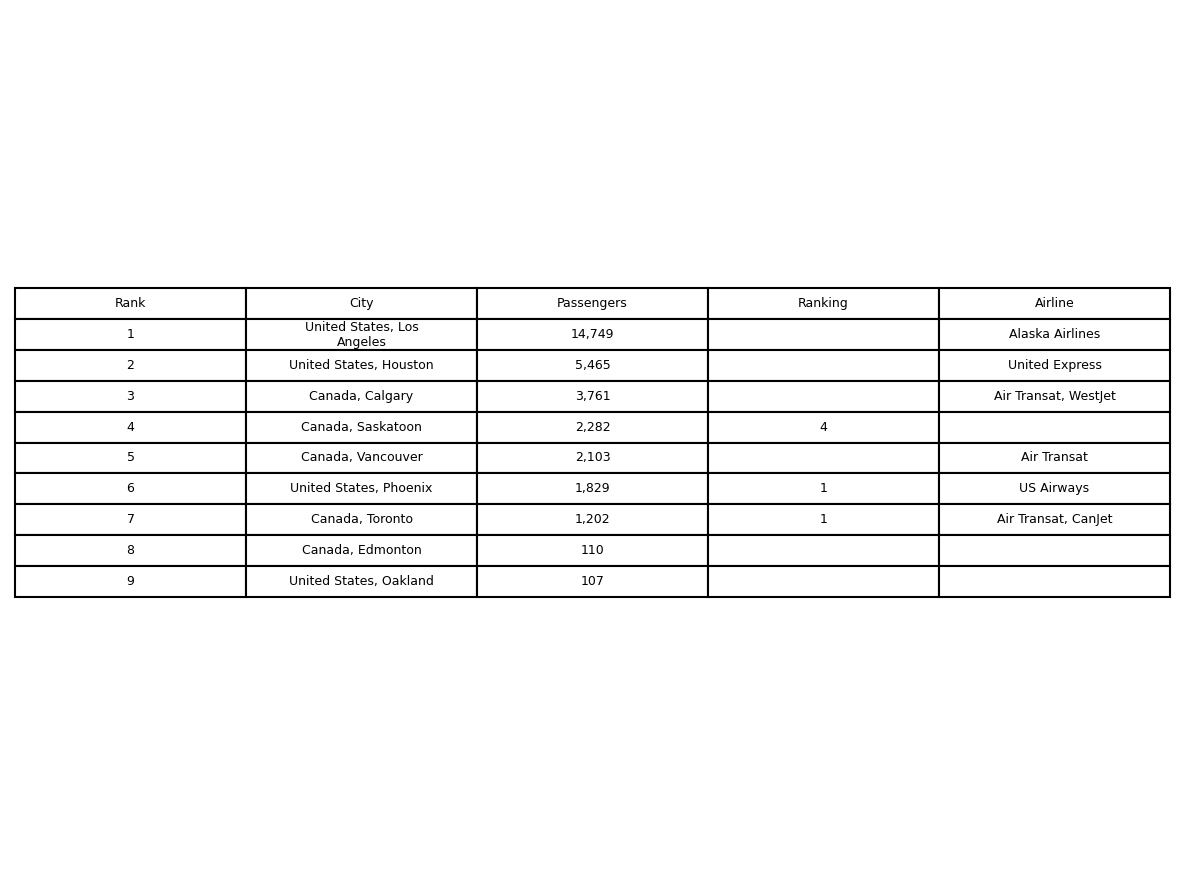 Rank City Passengers Ranking Airline
1 United States, Los Angeles 14,749 Alaska Airlines
2 United States, Houston 5,465 United Express
3 Canada, Calgary 3,761 Air Transat, WestJet
4 Canada, Saskatoon 2,282 4
5 Canada, Vancouver 2,103 Air Transat
6 United States, Phoenix 1,829 1 US Airways
7 Canada, Toronto 1,202 1 Air Transat, CanJet
8 Canada, Edmonton 110
9 United States, Oakland 107